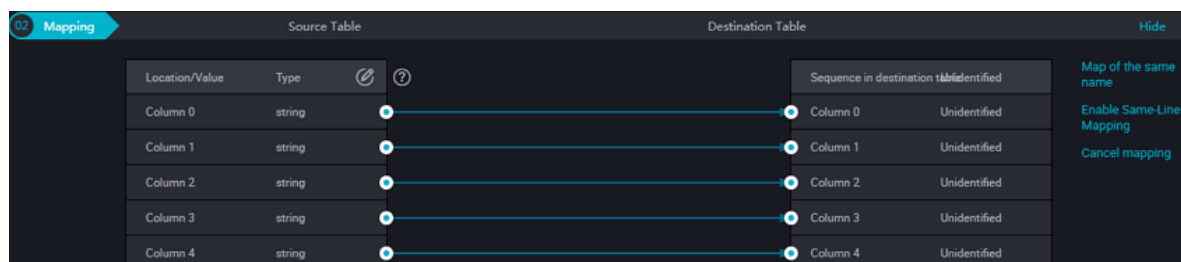 02 Mapping Source Table Destination Table Hide
Location/Value Type Sequence in destination table Unidentified
Map of the same
name
Column 0 string Column 0 Unidentified
Enable Same-Line
Mapping
Column 1 string Column 1 Unidentified
Cancel mapping
Column 2 string Column 2 Unidentified
Column 3 string Column 3 Unidentified
Column 4 string Column 4 Unidentified